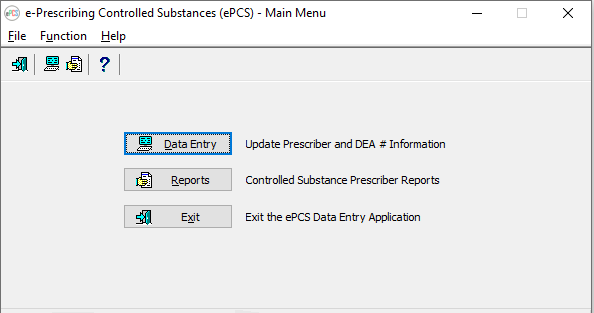 ePCS e-Prescribing Controlled Substances (ePCS) - Main Menu
File Function Help
?
Data Entry Update Prescriber and DEA # Information
Reports Controlled Substance Prescriber Reports
Exit Exit the ePCS Data Entry Application